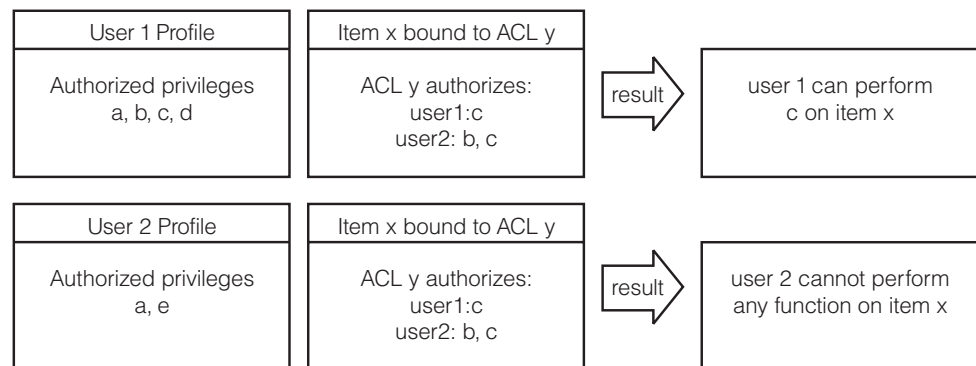 User 1 Profile
Authorized privileges
a, b, c, d
Item x bound to ACL y
ACL y authorizes:
user1:c
user2: b, c
result
user 1 can perform
c on item x
User 2 Profile
Authorized privileges
a, e
Item x bound to ACL y
ACL y authorizes:
user1:c
user2: b, c
result
user 2 cannot perform
any function on item x